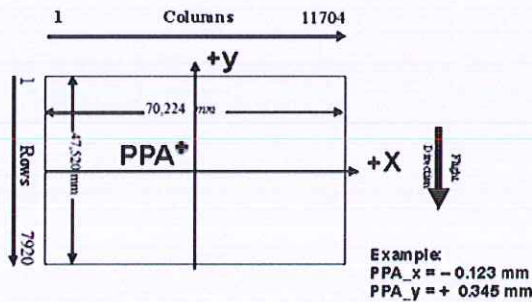 1 Columns 11704
+y
1
70,224 mm
47,520 mm
PPA+
+X
Rows
Flight
Direction
7920
Example:
PPA_x = - 0.123 mm
PPA_y = + 0.345 mm